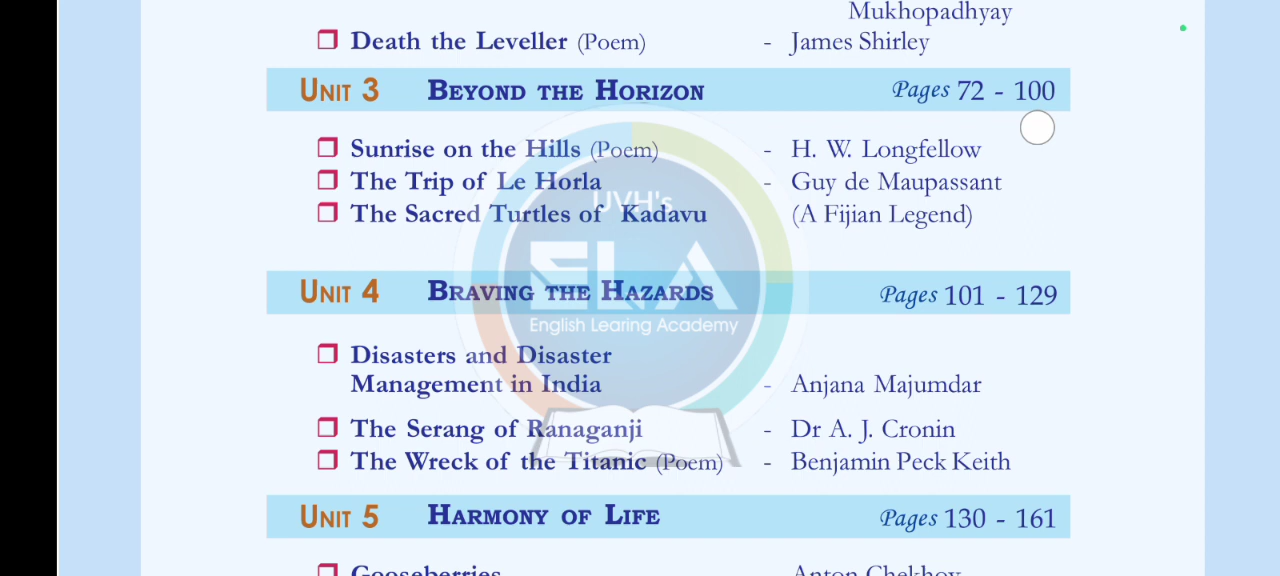 Mukhopadhyay
❒ Death the Leveller (Poem) - James Shirley
UNIT 3 BEYOND THE HORIZON Pages 72 - 100
❒ Sunrise on the Hills (Poem) - H. W. Longfellow
❒ The Trip of Le Horla - Guy de Maupassant
UVH's
❒ The Sacred Turtles of Kadavu (A Fijian Legend)
ELA
UNIT 4 BRAVING THE HAZARDS Pages 101 - 129
English Learing Academy
❒ Disasters and Disaster
Management in India - Anjana Majumdar
❒ The Serang of Ranaganji - Dr A. J. Cronin
❒ The Wreck of the Titanic (Poem) - Benjamin Peck Keith
UNIT 5 HARMONY OF LIFE Pages 130 - 161
❒ Gooseberries Anton Chekhov